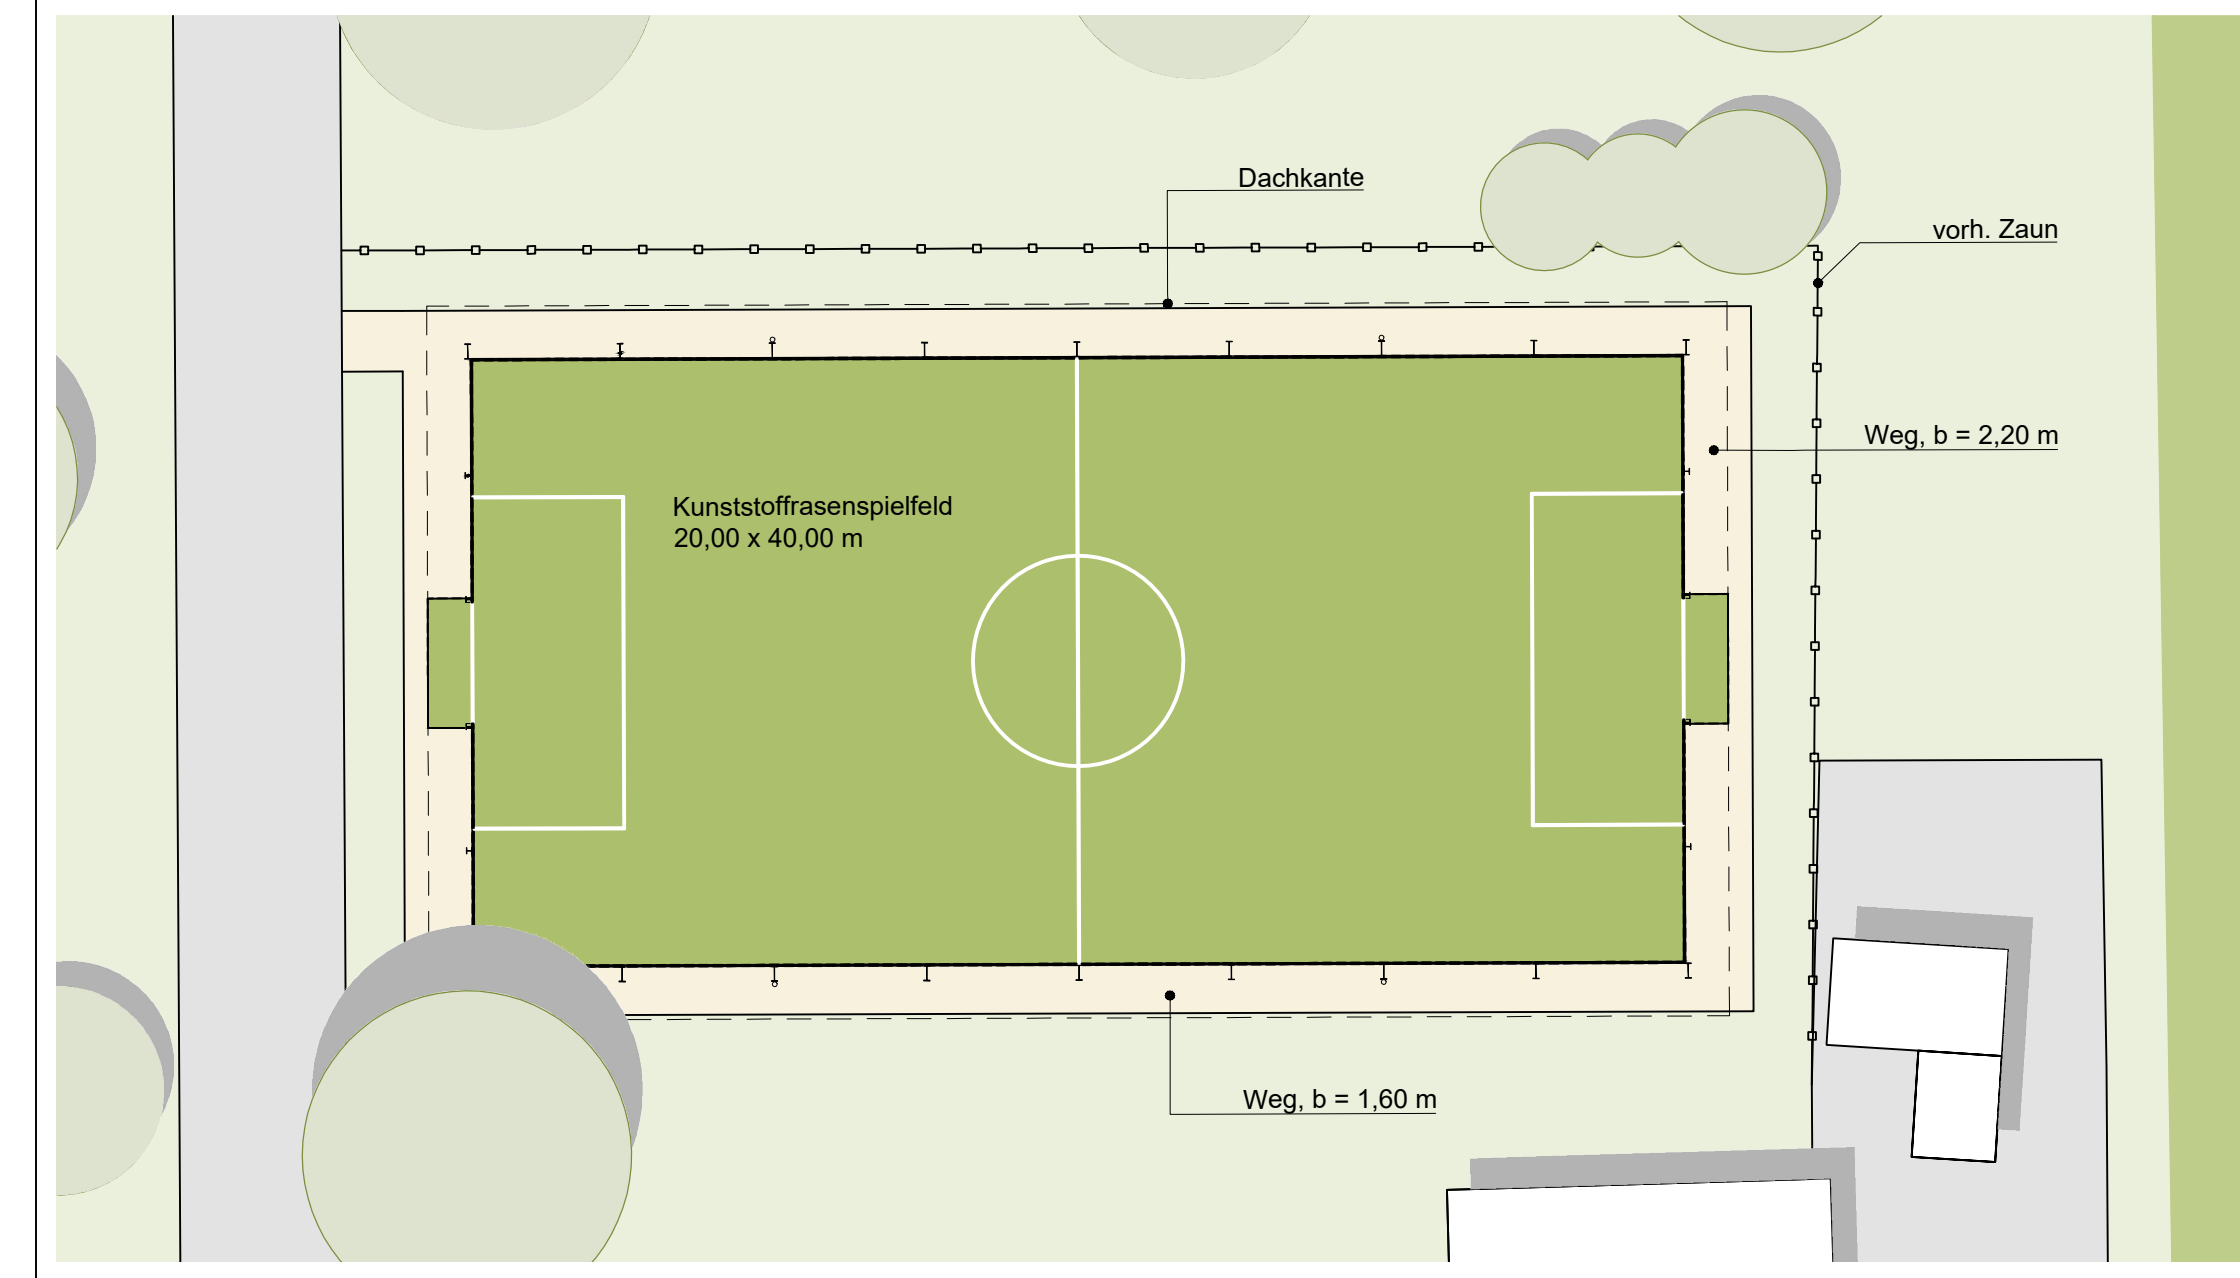 Dachkante
vorh. Zaun
Weg, b = 2,20 m
Kunststoffrasenspielfeld
20,00 x 40,00 m
Weg, b = 1,60 m